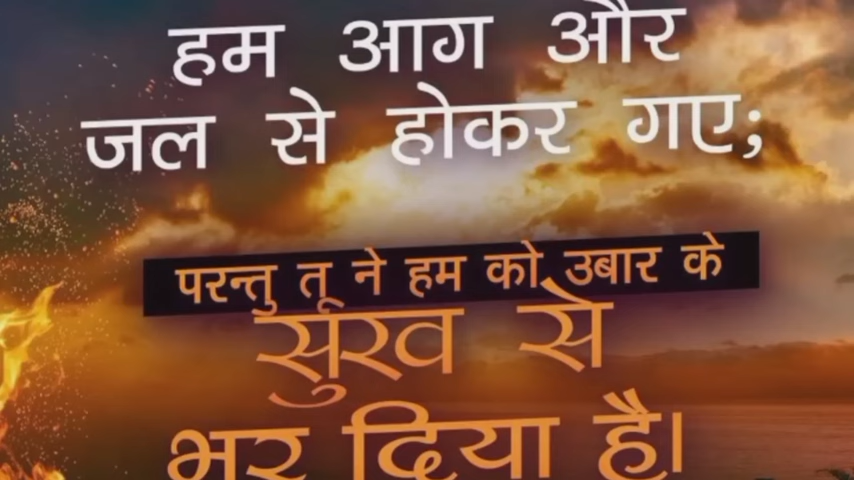 हम आग और
जल से होकर गए;
परन्तु तू ने हम को उबार के
सुख से
भर दिया है।